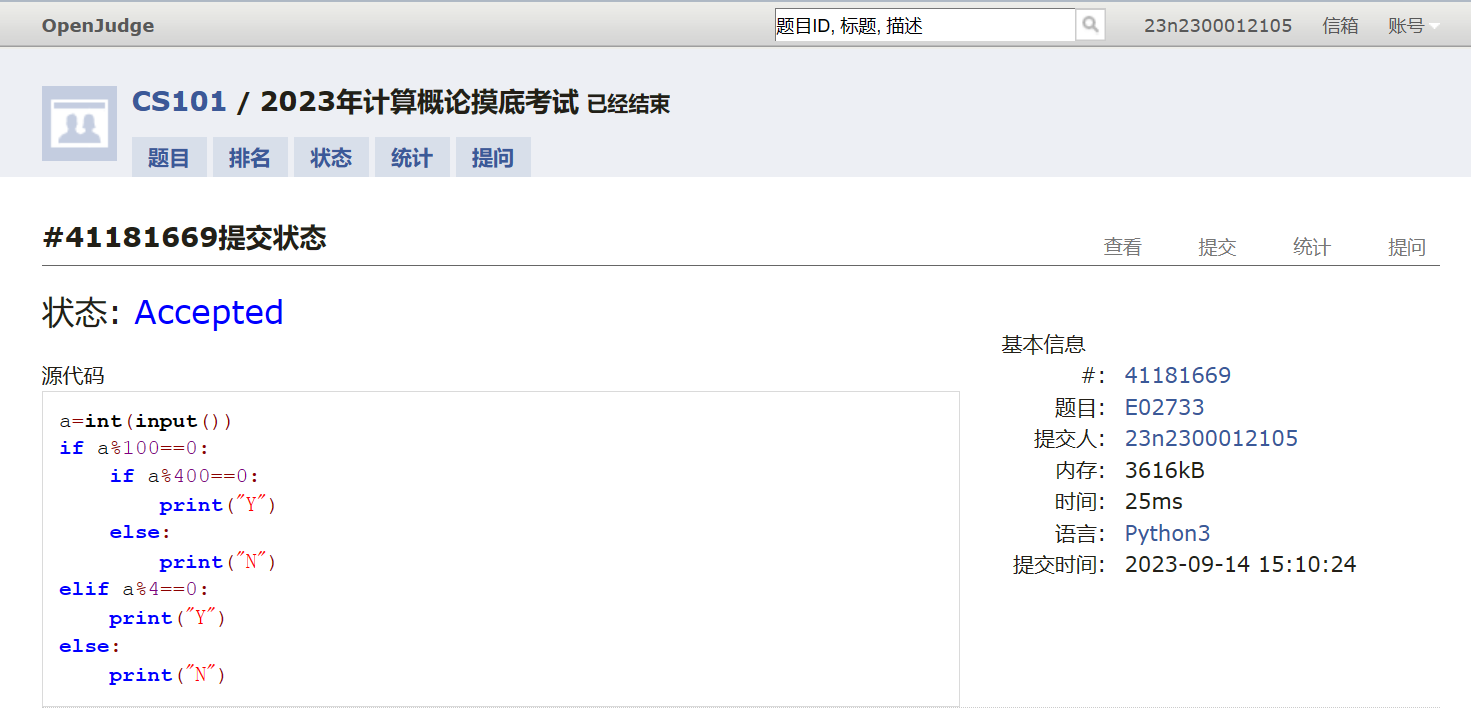 OpenJudge 题目ID, 标题, 描述 23n2300012105 信箱 账号
CS101 / 2023年计算概论摸底考试 已经结束
题目 排名 状态 统计 提问
#41181669提交状态 查看 提交 统计 提问
状态: Accepted
源代码
a=int(input())
if a%100==0:
    if a%400==0:
        print("Y")
    else:
        print("N")
elif a%4==0:
    print("Y")
else:
    print("N")
基本信息
#: 41181669
题目: E02733
提交人: 23n2300012105
内存: 3616kB
时间: 25ms
语言: Python3
提交时间: 2023-09-14 15:10:24